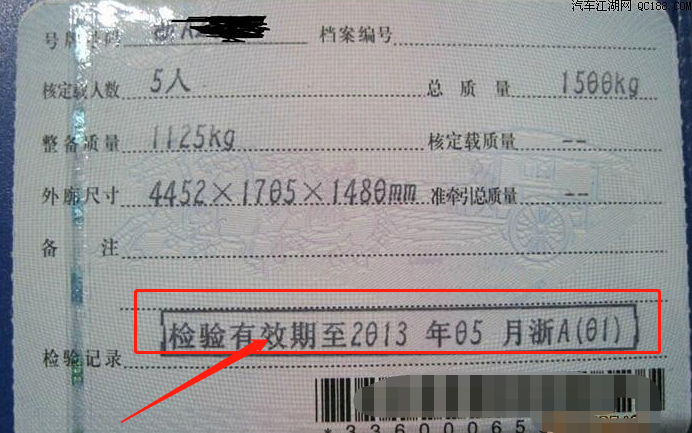 汽车江湖网 QC188.COM
号牌号码 档案编号
核定载人数 5人 总质量 1500kg
整备质量 1125kg 核定载质量 --
外廓尺寸 4452×1705×1480mm 准牵引总质量 --
备注
检验有效期至2013年05月浙A(01)
检验记录
*33600065